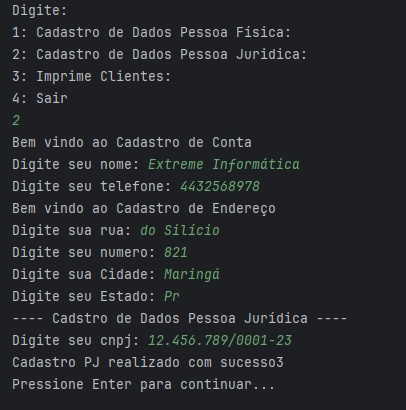 Digite:
1: Cadastro de Dados Pessoa Física:
2: Cadastro de Dados Pessoa Juridica:
3: Imprime Clientes:
4: Sair
2
Bem vindo ao Cadastro de Conta
Digite seu nome: Extreme Informática
Digite seu telefone: 4432568978
Bem vindo ao Cadastro de Endereço
Digite sua rua: do Silício
Digite seu numero: 821
Digite sua Cidade: Maringá
Digite seu Estado: Pr
---- Cadstro de Dados Pessoa Jurídica ----
Digite seu cnpj: 12.456.789/0001-23
Cadastro PJ realizado com sucesso3
Pressione Enter para continuar...